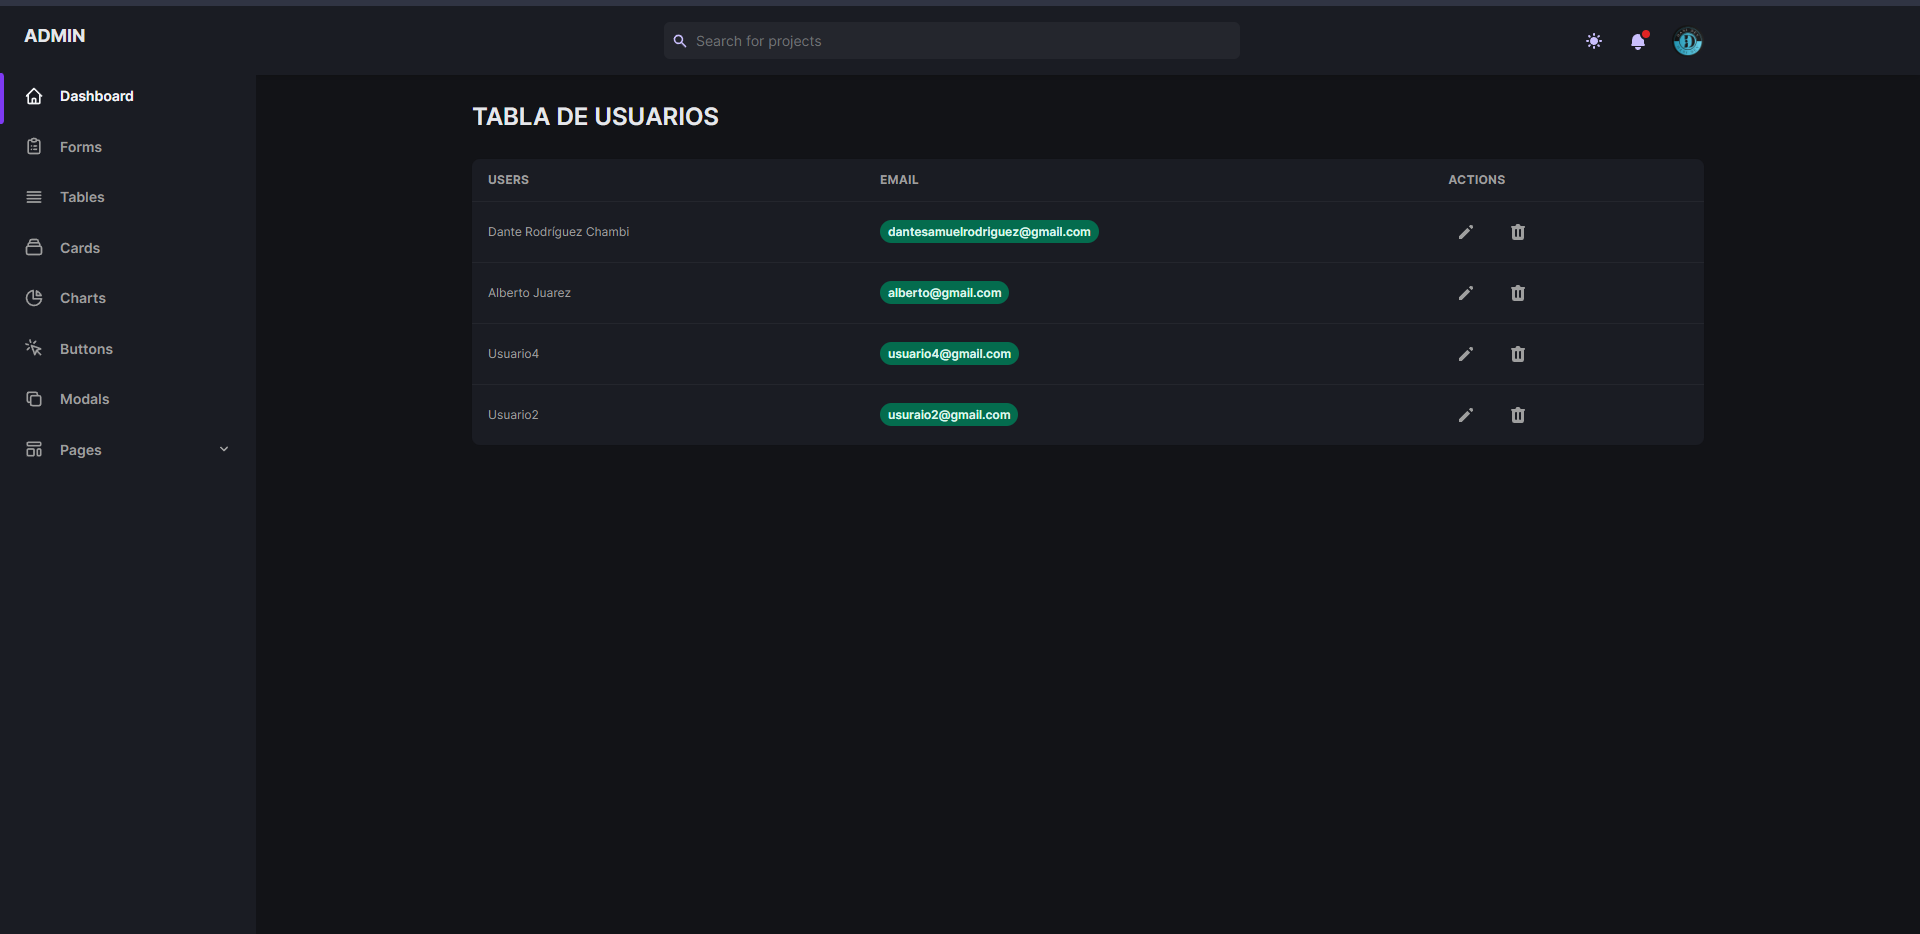 ADMIN
Search for projects
Dashboard
Forms
Tables
Cards
Charts
Buttons
Modals
Pages
TABLA DE USUARIOS
USERS EMAIL ACTIONS
Dante Rodríguez Chambi dantesamuelrodriguez@gmail.com
Alberto Juarez alberto@gmail.com
Usuario4 usuario4@gmail.com
Usuario2 usuraio2@gmail.com